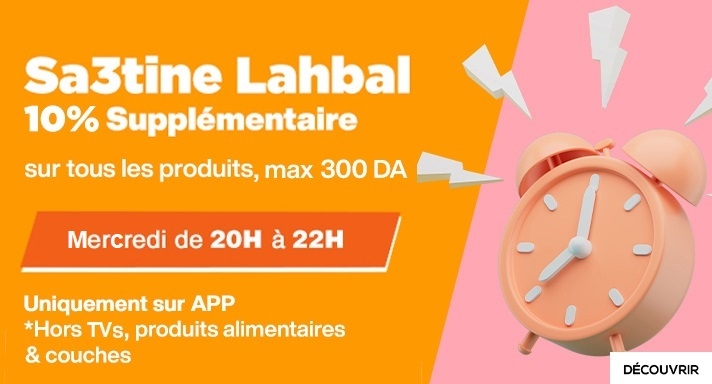 Sa3tine Lahbal
10% Supplémentaire
sur tous les produits, max 300 DA
Mercredi de 20H à 22H
Uniquement sur APP
*Hors TVs, produits alimentaires
& couches
DÉCOUVRIR